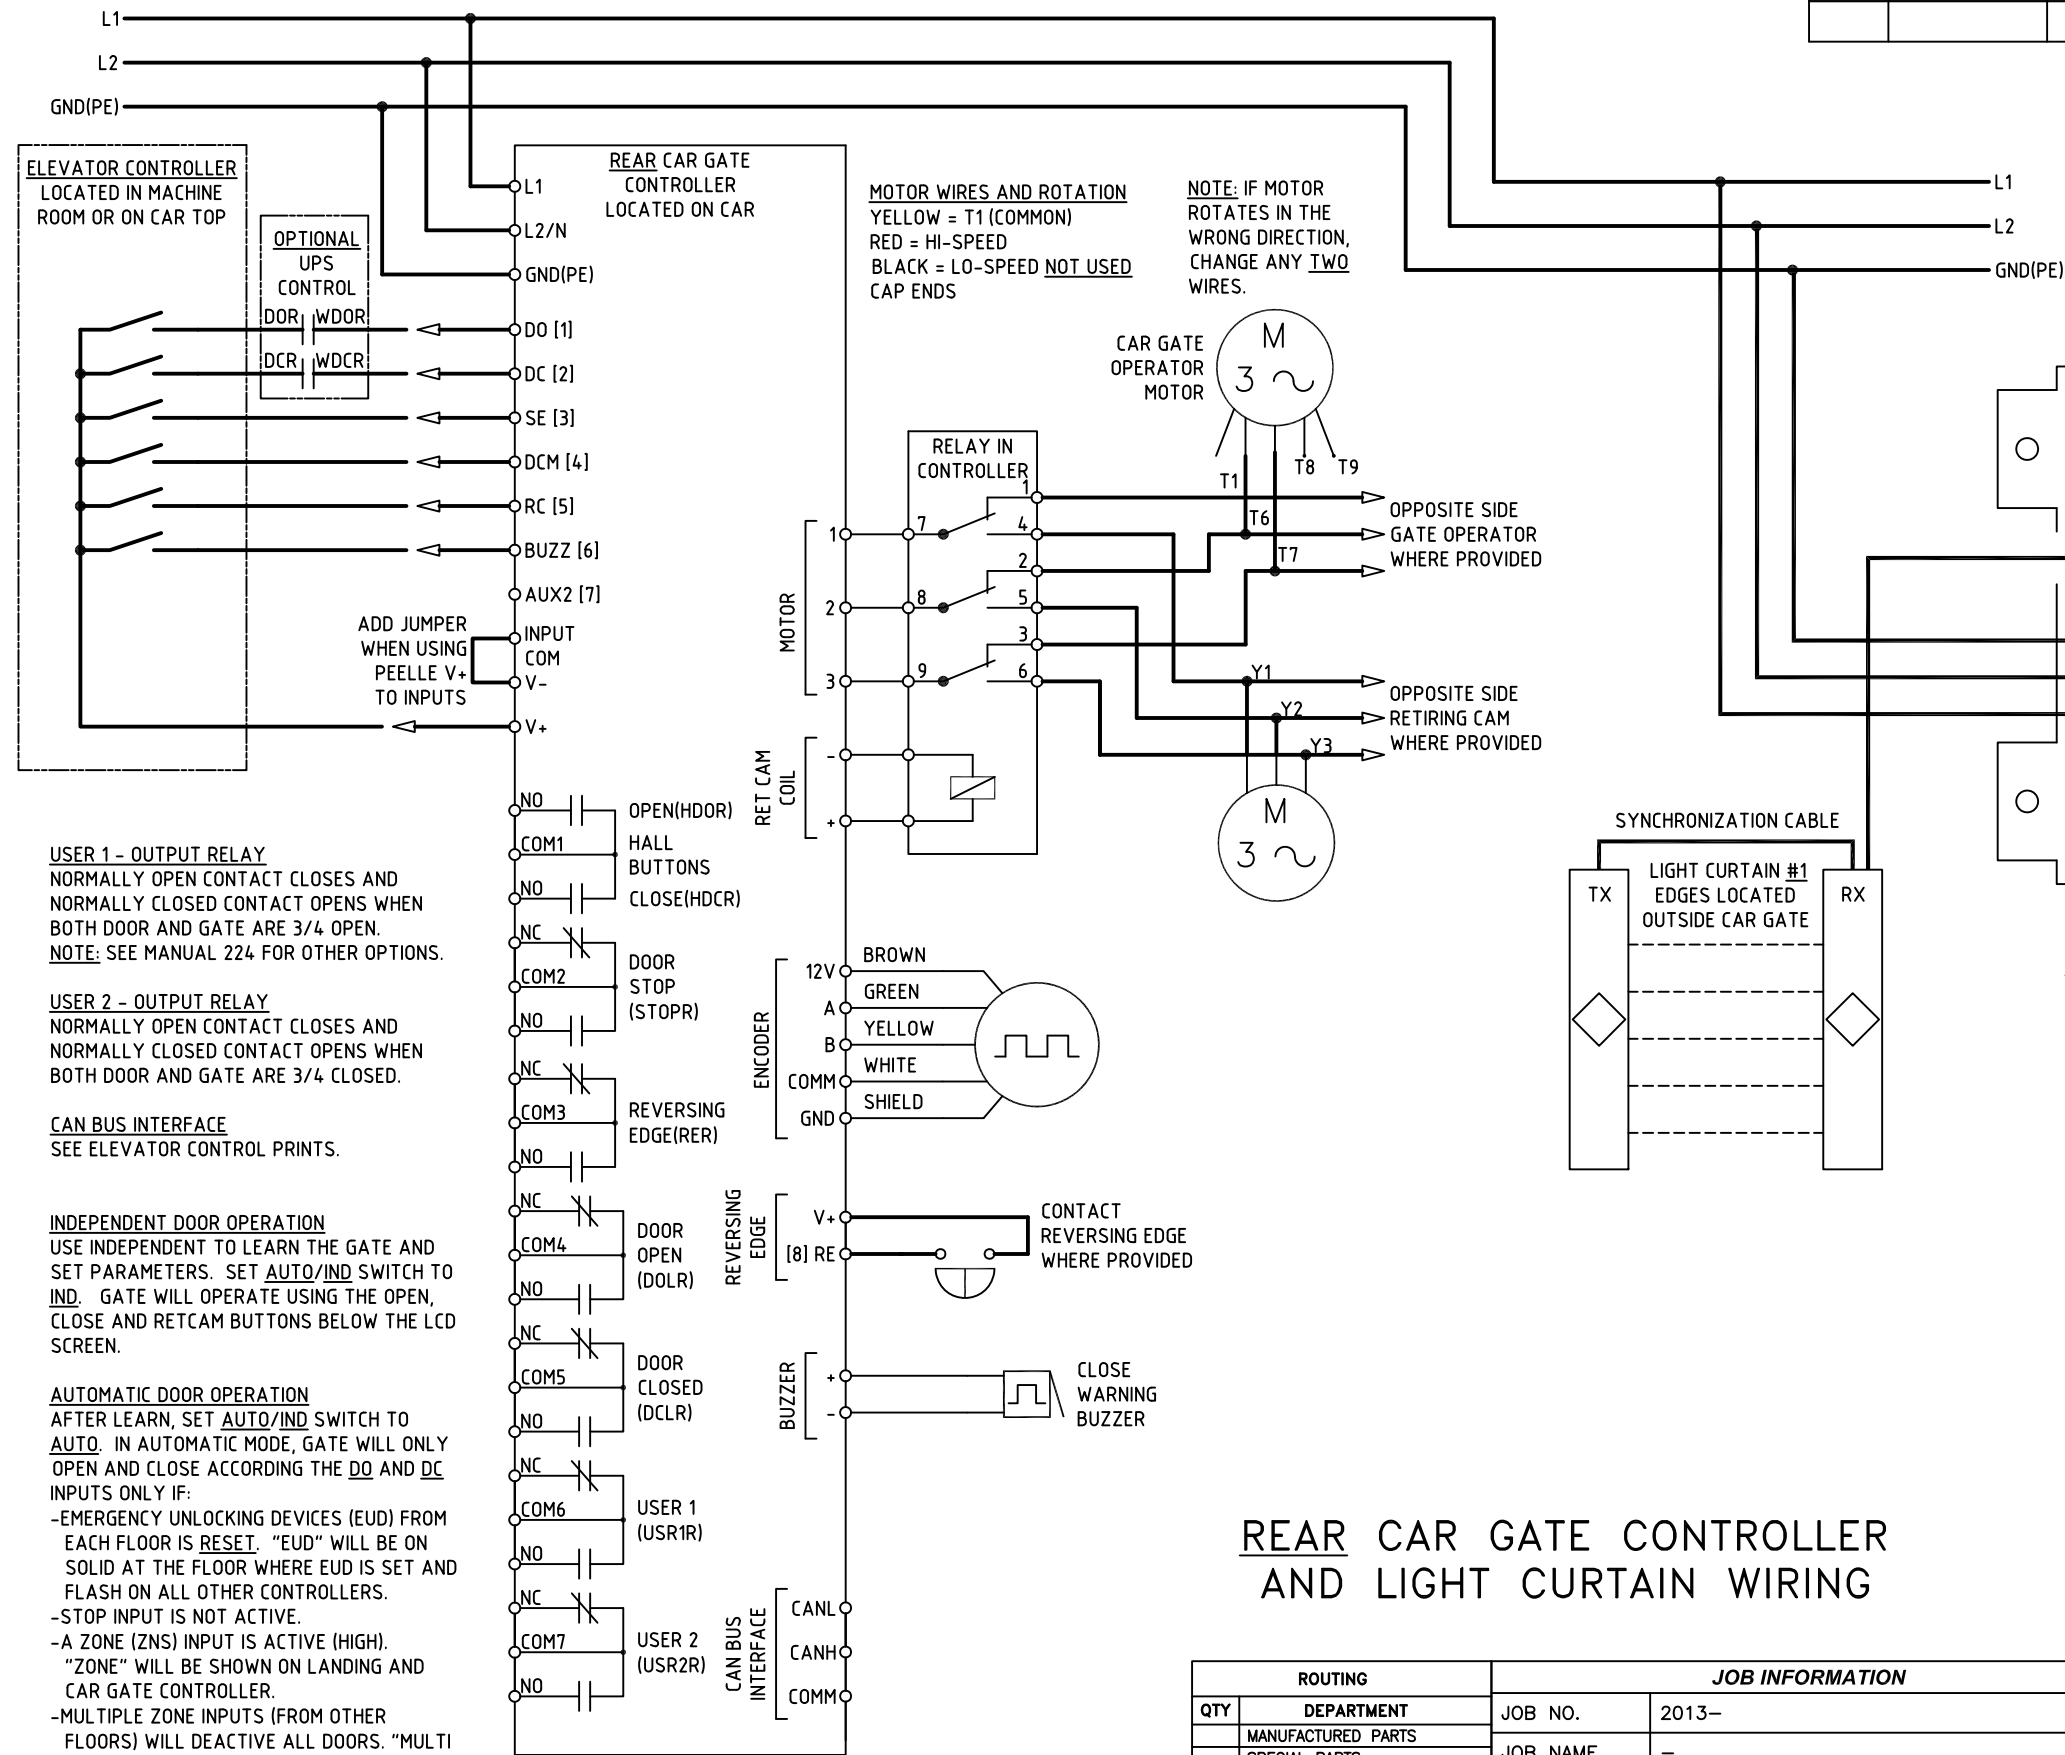 L1
L2
GND(PE)
ELEVATOR CONTROLLER
LOCATED IN MACHINE
ROOM OR ON CAR TOP
OPTIONAL
UPS
CONTROL
DOR
WDOR
DCR
WDCR
ADD JUMPER
WHEN USING
PEELLE V+
TO INPUTS
REAR CAR GATE
CONTROLLER
LOCATED ON CAR
L1
L2/N
GND(PE)
DO [1]
DC [2]
SE [3]
DCM [4]
RC [5]
BUZZ [6]
AUX2 [7]
INPUT
COM
V-
V+
NO
COM1
NO
OPEN(HDOR)
HALL
BUTTONS
CLOSE(HDCR)
NC
COM2
NO
DOOR
STOP
(STOPR)
NC
COM3
NO
REVERSING
EDGE(RER)
NC
COM4
NO
DOOR
OPEN
(DOLR)
NC
COM5
NO
DOOR
CLOSED
(DCLR)
NC
COM6
NO
USER 1
(USR1R)
NC
COM7
NO
USER 2
(USR2R)
USER 1 - OUTPUT RELAY
NORMALLY OPEN CONTACT CLOSES AND
NORMALLY CLOSED CONTACT OPENS WHEN
BOTH DOOR AND GATE ARE 3/4 OPEN.
NOTE: SEE MANUAL 224 FOR OTHER OPTIONS.
USER 2 - OUTPUT RELAY
NORMALLY OPEN CONTACT CLOSES AND
NORMALLY CLOSED CONTACT OPENS WHEN
BOTH DOOR AND GATE ARE 3/4 CLOSED.
CAN BUS INTERFACE
SEE ELEVATOR CONTROL PRINTS.
INDEPENDENT DOOR OPERATION
USE INDEPENDENT TO LEARN THE GATE AND
SET PARAMETERS. SET AUTO/IND SWITCH TO
IND. GATE WILL OPERATE USING THE OPEN,
CLOSE AND RETCAM BUTTONS BELOW THE LCD
SCREEN.
AUTOMATIC DOOR OPERATION
AFTER LEARN, SET AUTO/IND SWITCH TO
AUTO. IN AUTOMATIC MODE, GATE WILL ONLY
OPEN AND CLOSE ACCORDING THE DO AND DC
INPUTS ONLY IF:
-EMERGENCY UNLOCKING DEVICES (EUD) FROM
EACH FLOOR IS RESET. "EUD" WILL BE ON
SOLID AT THE FLOOR WHERE EUD IS SET AND
FLASH ON ALL OTHER CONTROLLERS.
-STOP INPUT IS NOT ACTIVE.
-A ZONE (ZNS) INPUT IS ACTIVE (HIGH).
"ZONE" WILL BE SHOWN ON LANDING AND
CAR GATE CONTROLLER.
-MULTIPLE ZONE INPUTS (FROM OTHER
FLOORS) WILL DEACTIVE ALL DOORS. "MULTI
MOTOR
1
2
3
RET CAM
COIL
-
+
ENCODER
12V
A
B
COMM
GND
BROWN
GREEN
YELLOW
WHITE
SHIELD
REVERSING
EDGE
V+
[8] RE
CONTACT
REVERSING EDGE
WHERE PROVIDED
BUZZER
+
-
CLOSE
WARNING
BUZZER
CAN BUS
INTERFACE
CANL
CANH
COMM
MOTOR WIRES AND ROTATION
YELLOW = T1 (COMMON)
RED = HI-SPEED
BLACK = LO-SPEED NOT USED
CAP ENDS
NOTE: IF MOTOR
ROTATES IN THE
WRONG DIRECTION,
CHANGE ANY TWO
WIRES.
CAR GATE
OPERATOR
MOTOR
M
3
T1
T6
T7
T8
T9
RELAY IN
CONTROLLER
1
7
4
2
8
5
3
9
6
OPPOSITE SIDE
GATE OPERATOR
WHERE PROVIDED
Y1
Y2
Y3
OPPOSITE SIDE
RETIRING CAM
WHERE PROVIDED
M
3
L1
L2
GND(PE)
SYNCHRONIZATION CABLE
TX
LIGHT CURTAIN #1
EDGES LOCATED
OUTSIDE CAR GATE
RX
REAR CAR GATE CONTROLLER
AND LIGHT CURTAIN WIRING
ROUTING
QTY
DEPARTMENT
MANUFACTURED PARTS
SPECIAL PARTS
JOB INFORMATION
JOB NO.
2013-
JOB NAME
-